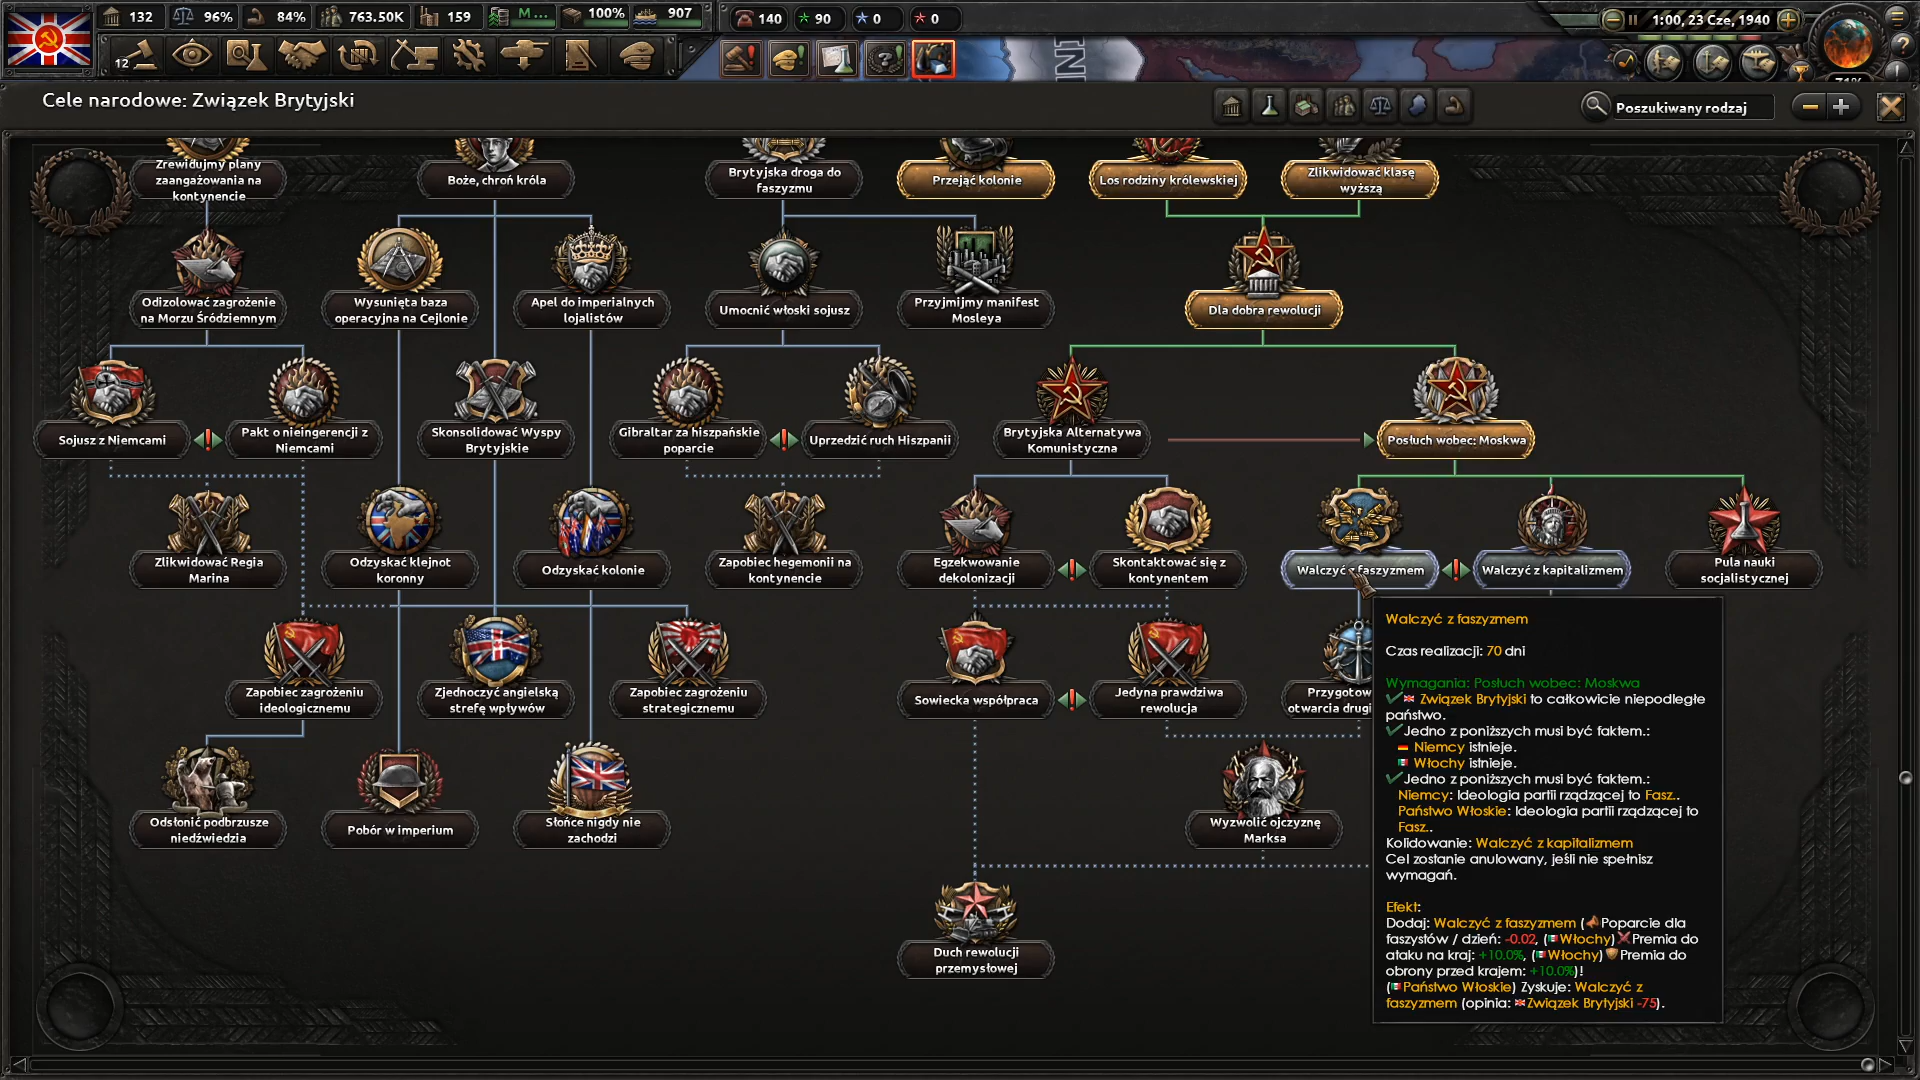 132
96%
84%
763.50K
159
M...
100%
907
140
90
0
0
1:00, 23 Cze, 1940
12
Cele narodowe: Związek Brytyjski
Poszukiwany rodzaj
Zrewidujmy plany
zaangażowania na
kontynencie
Boże, chroń króla
Brytyjska droga do
faszyzmu
Przejąć kolonie
Los rodziny królewskiej
Zlikwidować klasę
wyższą
Odizolować zagrożenie
na Morzu Śródziemnym
Wysunięta baza
operacyjna na Cejlonie
Apel do imperialnych
lojalistów
Umocnić włoski sojusz
Przyjmijmy manifest
Mosleya
Dla dobra rewolucji
Sojusz z Niemcami
Pakt o nieingerencji z
Niemcami
Skonsolidować Wyspy
Brytyjskie
Gibraltar za hiszpańskie
poparcie
Uprzedzić ruch Hiszpanii
Brytyjska Alternatywa
Komunistyczna
Posłuch wobec: Moskwa
Zlikwidować Regia
Marina
Odzyskać klejnot
koronny
Odzyskać kolonie
Zapobiec hegemonii na
kontynencie
Egzekwowanie
dekolonizacji
Skontaktować się z
kontynentem
Walczyć z faszyzmem
Walczyć z kapitalizmem
Pula nauki
socjalistycznej
Zapobiec zagrożeniu
ideologicznemu
Zjednoczyć angielską
strefę wpływów
Zapobiec zagrożeniu
strategicznemu
Sowiecka współpraca
Jedyna prawdziwa
rewolucja
Przygotow
otwarcia drugi
Odsłonić podbrzusze
niedźwiedzia
Pobór w imperium
Słońce nigdy nie
zachodzi
Wyzwolić ojczyznę
Marksa
Duch rewolucji
przemysłowej
Walczyć z faszyzmem
Czas realizacji: 70 dni
Wymagania: Posłuch wobec: Moskwa
Związek Brytyjski to całkowicie niepodległe
państwo.
Jedno z poniższych musi być faktem.:
Niemcy istnieje.
Włochy istnieje.
Jedno z poniższych musi być faktem.:
Niemcy: Ideologia partii rządzącej to Fasz..
Państwo Włoskie: Ideologia partii rządzącej to
Fasz..
Kolidowanie: Walczyć z kapitalizmem
Cel zostanie anulowany, jeśli nie spełnisz
wymagań.
Efekt:
Dodaj: Walczyć z faszyzmem (Poparcie dla
faszystów / dzień: -0.02, (Włochy) Premia do
ataku na kraj: +10.0%, (Włochy) Premia do
obrony przed krajem: +10.0%)!
(Państwo Włoskie) Zyskuje: Walczyć z
faszyzmem (opinia: Związek Brytyjski -75).